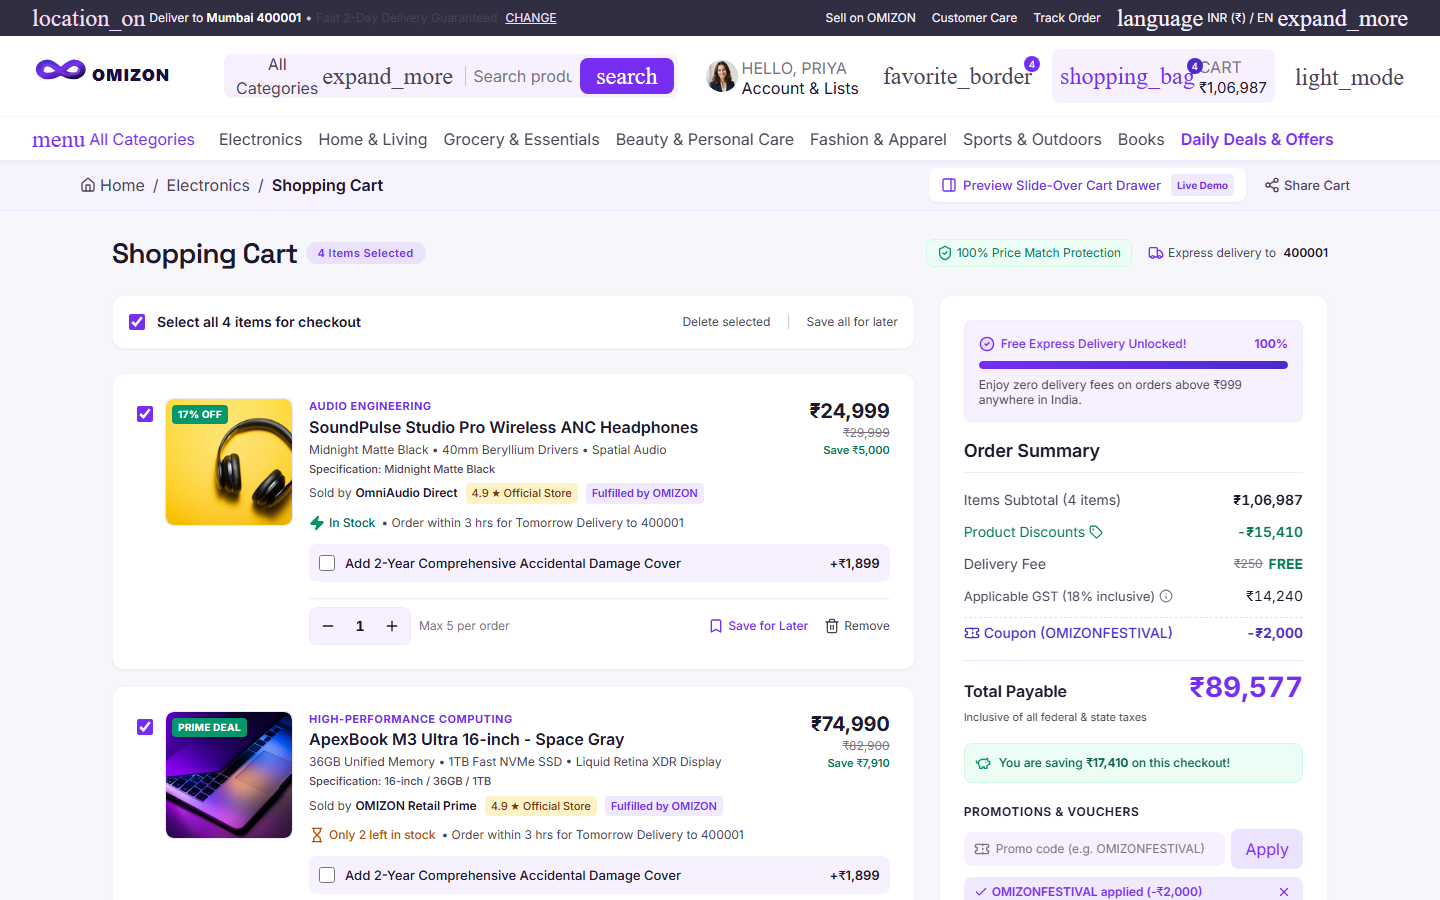 location_on Deliver to Mumbai 400001 • Fast 2-Day Delivery Guaranteed CHANGE
Sell on OMIZON Customer Care Track Order language INR (₹) / EN expand_more
OMIZON
All Categories expand_more Search produ search
HELLO, PRIYA
Account & Lists
favorite_border 4
shopping_bag 4
CART
₹1,06,987
light_mode
menu All Categories Electronics Home & Living Grocery & Essentials Beauty & Personal Care Fashion & Apparel Sports & Outdoors Books Daily Deals & Offers
Home / Electronics / Shopping Cart
Preview Slide-Over Cart Drawer Live Demo Share Cart
Shopping Cart 4 Items Selected
100% Price Match Protection Express delivery to 400001
Select all 4 items for checkout Delete selected Save all for later
17% OFF
AUDIO ENGINEERING
SoundPulse Studio Pro Wireless ANC Headphones
Midnight Matte Black • 40mm Beryllium Drivers • Spatial Audio
Specification: Midnight Matte Black
Sold by OmniAudio Direct 4.9 ★ Official Store Fulfilled by OMIZON
In Stock • Order within 3 hrs for Tomorrow Delivery to 400001
₹24,999
₹29,999
Save ₹5,000
Add 2-Year Comprehensive Accidental Damage Cover +₹1,899
− 1 + Max 5 per order Save for Later Remove
PRIME DEAL
HIGH-PERFORMANCE COMPUTING
ApexBook M3 Ultra 16-inch - Space Gray
36GB Unified Memory • 1TB Fast NVMe SSD • Liquid Retina XDR Display
Specification: 16-inch / 36GB / 1TB
Sold by OMIZON Retail Prime 4.9 ★ Official Store Fulfilled by OMIZON
Only 2 left in stock • Order within 3 hrs for Tomorrow Delivery to 400001
₹74,990
₹82,900
Save ₹7,910
Add 2-Year Comprehensive Accidental Damage Cover +₹1,899
Free Express Delivery Unlocked! 100%
Enjoy zero delivery fees on orders above ₹999
anywhere in India.
Order Summary
Items Subtotal (4 items) ₹1,06,987
Product Discounts -₹15,410
Delivery Fee ₹250 FREE
Applicable GST (18% inclusive) ₹14,240
Coupon (OMIZONFESTIVAL) -₹2,000
Total Payable ₹89,577
Inclusive of all federal & state taxes
You are saving ₹17,410 on this checkout!
PROMOTIONS & VOUCHERS
Promo code (e.g. OMIZONFESTIVAL) Apply
OMIZONFESTIVAL applied (-₹2,000)